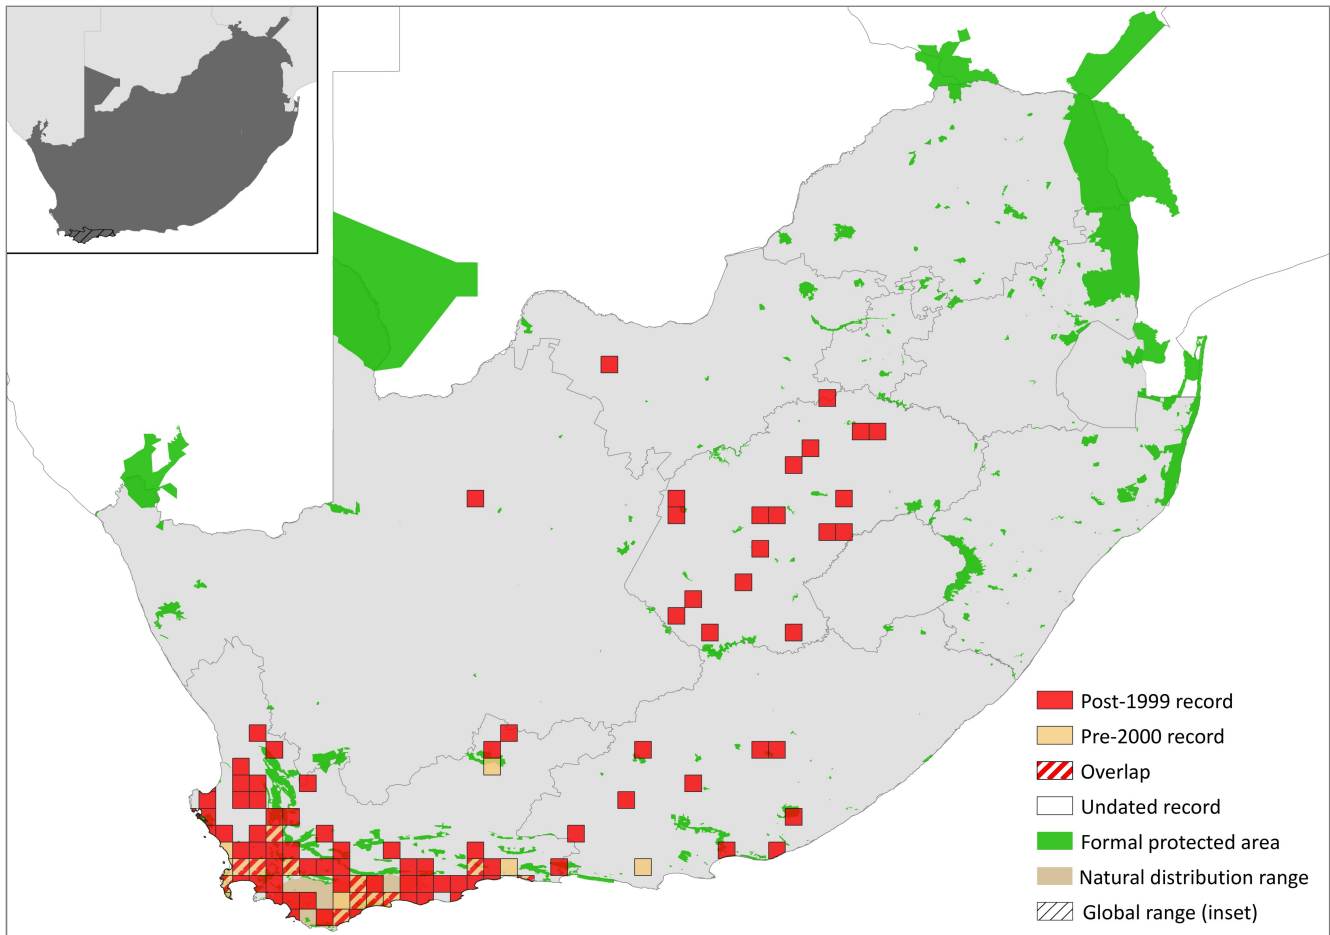 Post-1999 record
Pre-2000 record
Overlap
Undated record
Formal protected area
Natural distribution range
Global range (inset)